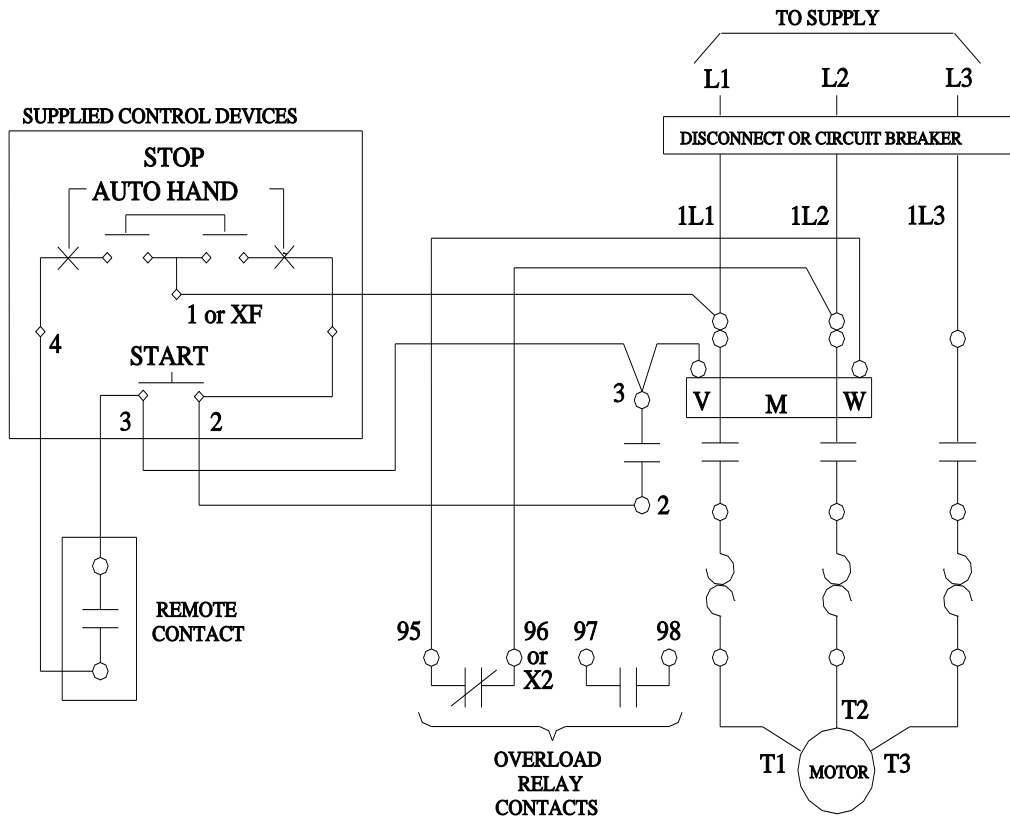 TO SUPPLY
L1
L2
L3
SUPPLIED CONTROL DEVICES
DISCONNECT OR CIRCUIT BREAKER
STOP
AUTO HAND
1L1
1L2
1L3
1 or XF
4
START
3
2
3
V
M
W
2
REMOTE
CONTACT
95
96
or
X2
97
98
OVERLOAD
RELAY
CONTACTS
T2
T1
MOTOR
T3